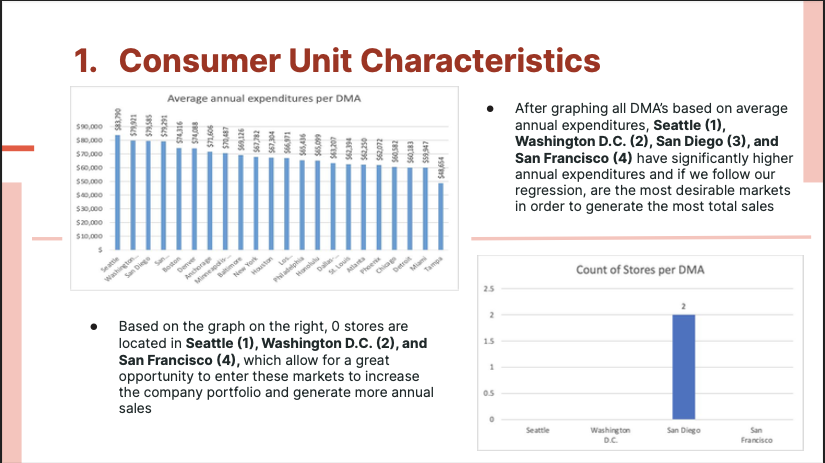 1. Consumer Unit Characteristics
Average annual expenditures per DMA
$90,000
$80,000
$70,000
$60,000
$50,000
$40,000
$30,000
$20,000
$10,000
$
$83,790
$79,921
$79,585
$79,291
$74,316
$74,088
$71,606
$70,487
$69,126
$67,782
$67,304
$66,971
$65,436
$65,099
$63,207
$62,394
$62,250
$62,072
$60,582
$60,183
$59,947
$48,654
Seattle
Washington...
San Diego
San...
Boston
Denver
Anchorage
Minneapolis-...
Baltimore
New York
Houston
Los...
Philadelphia
Honolulu
Dallas-...
St. Louis
Atlanta
Phoenix
Chicago
Detroit
Miami
Tampa
● After graphing all DMA's based on average
annual expenditures, Seattle (1),
Washington D.C. (2), San Diego (3), and
San Francisco (4) have significantly higher
annual expenditures and if we follow our
regression, are the most desirable markets
in order to generate the most total sales
● Based on the graph on the right, 0 stores are
located in Seattle (1), Washington D.C. (2), and
San Francisco (4), which allow for a great
opportunity to enter these markets to increase
the company portfolio and generate more annual
sales
Count of Stores per DMA
2.5
2
1.5
1
0.5
0
2
Seattle
Washington
D.C.
San Diego
San
Francisco